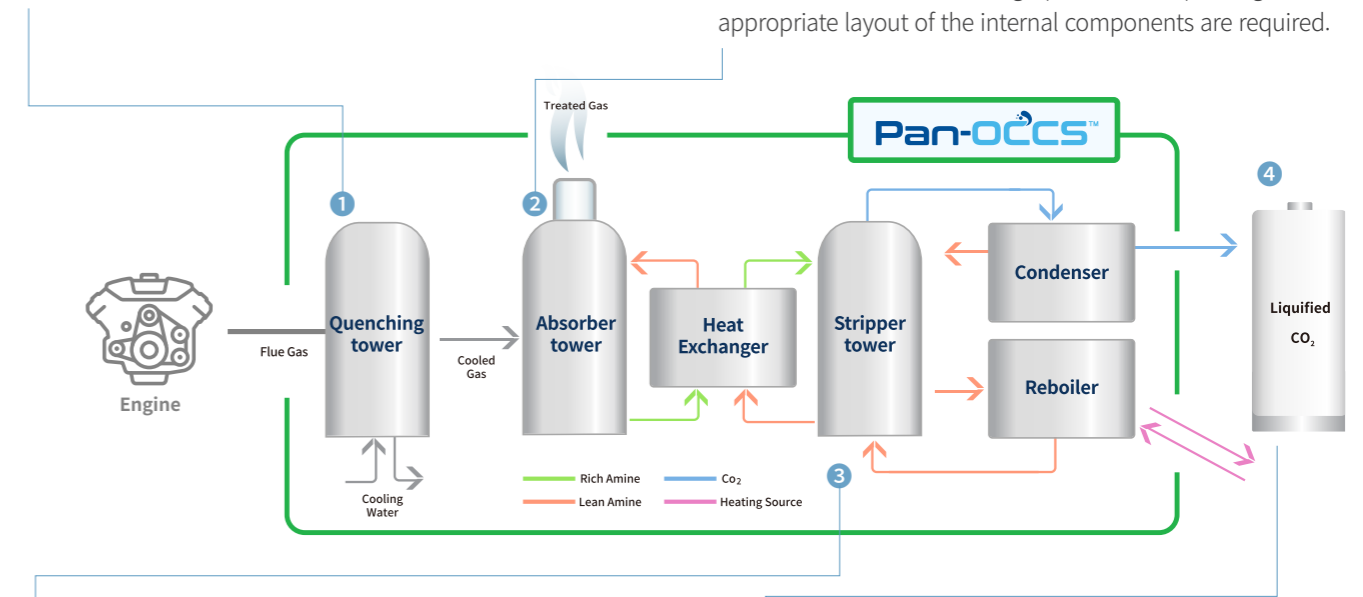 appropriate layout of the internal components are required.
Treated Gas
Pan-OCCS™
1
2
4
Quenching
tower
Absorber
tower
Heat
Exchanger
Stripper
tower
Condenser
Reboiler
Liquified
CO₂
Flue Gas
Cooled
Gas
Engine
Cooling
Water
Rich Amine
Co₂
Lean Amine
Heating Source
3